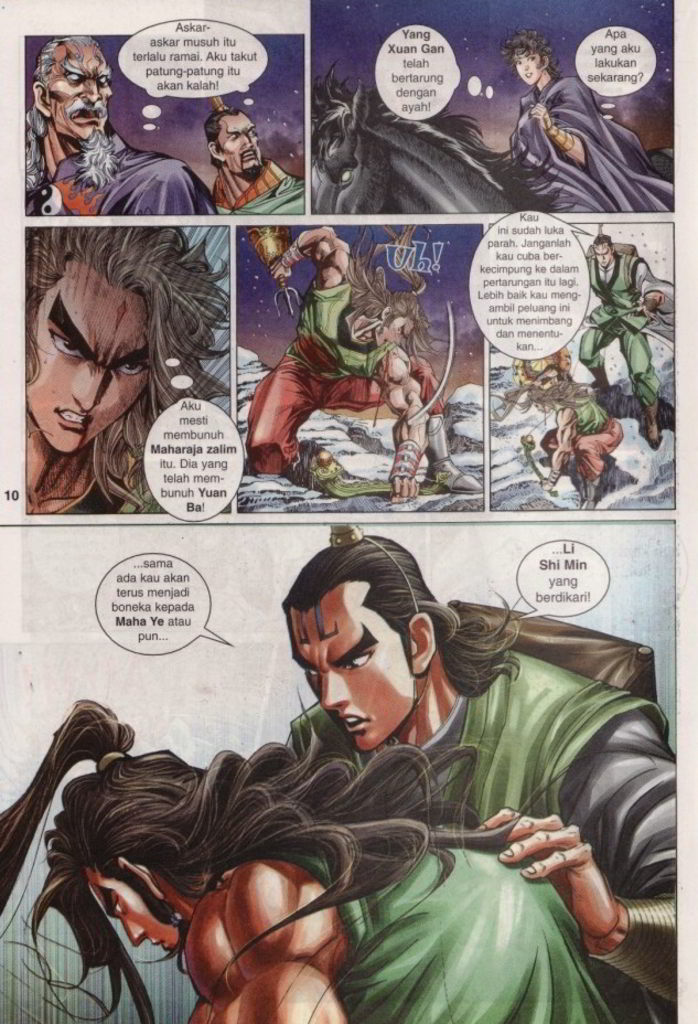 Askar-
askar musuh itu
terlalu ramai. Aku takut
patung-patung itu
akan kalah!
Yang
Xuan Gan
telah
bertarung
dengan
ayah!
Apa
yang aku
lakukan
sekarang?
Aku
mesti
membunuh
Maharaja zalim
itu. Dia yang
telah mem-
bunuh Yuan
Ba!
Uh!
Kau
ini sudah luka
parah. Janganlah
kau cuba ber-
kecimpung ke dalam
pertarungan itu lagi.
Lebih baik kau meng-
ambil peluang ini
untuk menimbang
dan menentu-
kan...
10
...sama
ada kau akan
terus menjadi
boneka kepada
Maha Ye atau
pun...
...Li
Shi Min
yang
berdikari!